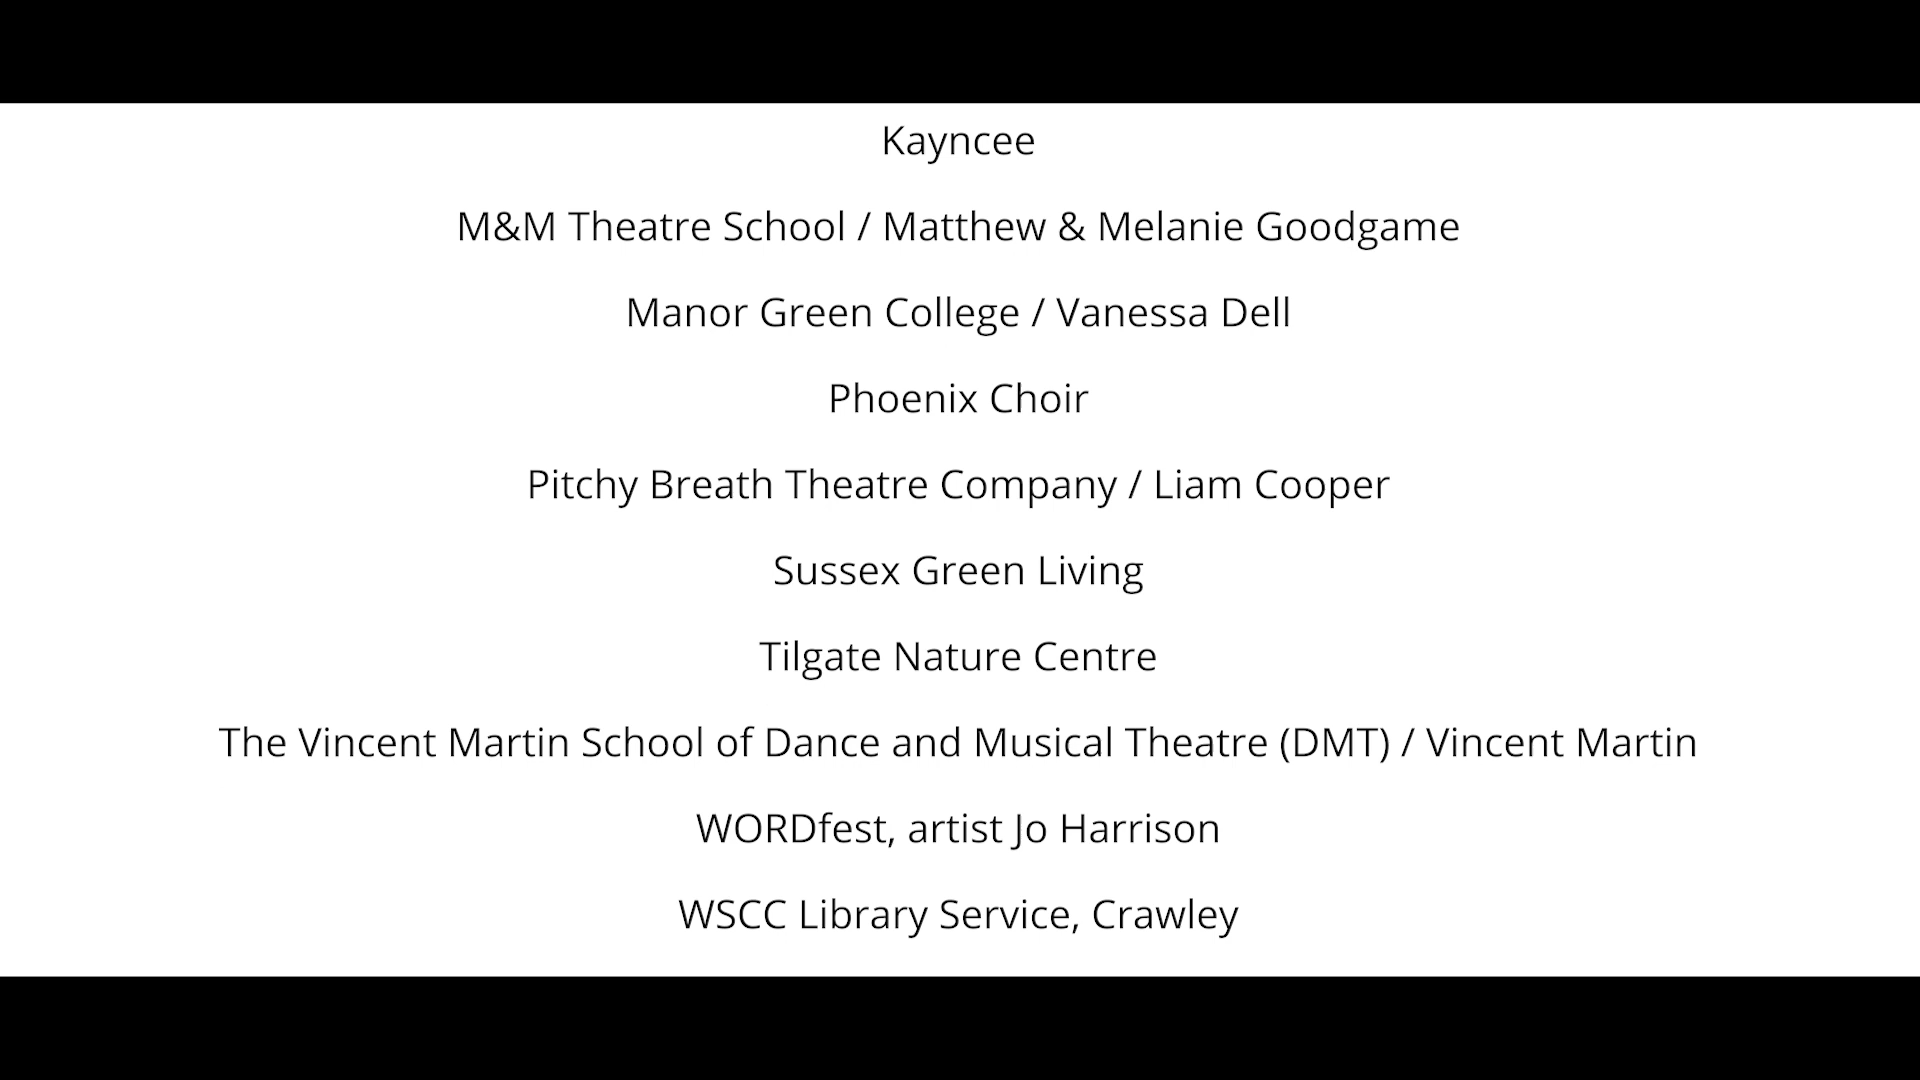 Kayncee
M&M Theatre School / Matthew & Melanie Goodgame
Manor Green College / Vanessa Dell
Phoenix Choir
Pitchy Breath Theatre Company / Liam Cooper
Sussex Green Living
Tilgate Nature Centre
The Vincent Martin School of Dance and Musical Theatre (DMT) / Vincent Martin
WORDfest, artist Jo Harrison
WSCC Library Service, Crawley